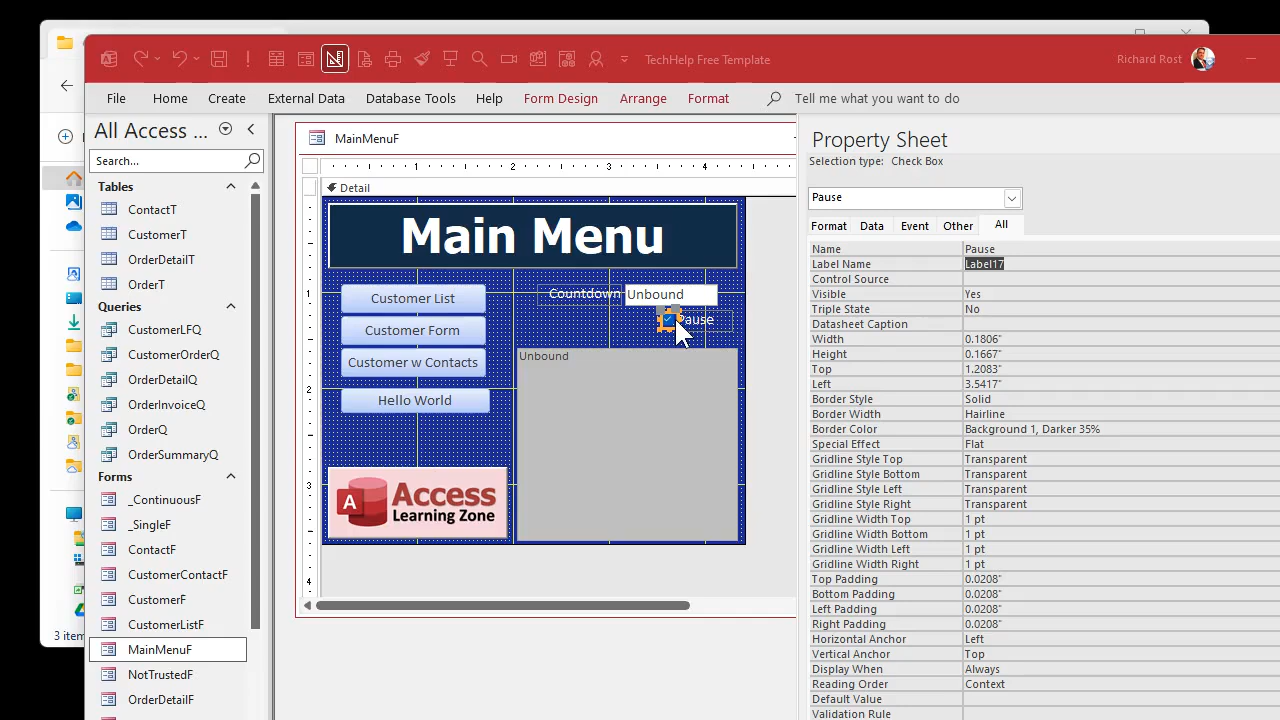 TechHelp Free Template
Richard Rost
File Home Create External Data Database Tools Help Form Design Arrange Format Tell me what you want to do
All Access ...
Search...
Tables
ContactT
CustomerT
OrderDetailT
OrderT
Queries
CustomerLFQ
CustomerOrderQ
OrderDetailQ
OrderInvoiceQ
OrderQ
OrderSummaryQ
Forms
_ContinuousF
_SingleF
ContactF
CustomerContactF
CustomerF
CustomerListF
MainMenuF
NotTrustedF
OrderDetailF
3 item
MainMenuF
1 2 3 4
Detail
Main Menu
1
Customer List
Countdown Unbound
Customer Form
Pause
Customer w Contacts
Unbound
2
Hello World
3
A Access
Learning Zone
4
Property Sheet
Selection type: Check Box
Pause
Format Data Event Other All
Name Pause
Label Name Label17
Control Source
Visible Yes
Triple State No
Datasheet Caption
Width 0.1806"
Height 0.1667"
Top 1.2083"
Left 3.5417"
Border Style Solid
Border Width Hairline
Border Color Background 1, Darker 35%
Special Effect Flat
Gridline Style Top Transparent
Gridline Style Bottom Transparent
Gridline Style Left Transparent
Gridline Style Right Transparent
Gridline Width Top 1 pt
Gridline Width Bottom 1 pt
Gridline Width Left 1 pt
Gridline Width Right 1 pt
Top Padding 0.0208"
Bottom Padding 0.0208"
Left Padding 0.0208"
Right Padding 0.0208"
Horizontal Anchor Left
Vertical Anchor Top
Display When Always
Reading Order Context
Default Value
Validation Rule